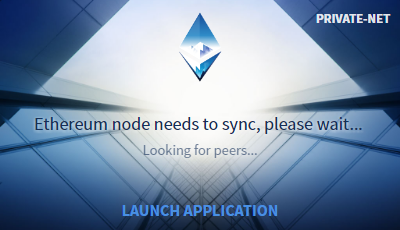 PRIVATE-NET
Ethereum node needs to sync, please wait...
Looking for peers...
LAUNCH APPLICATION